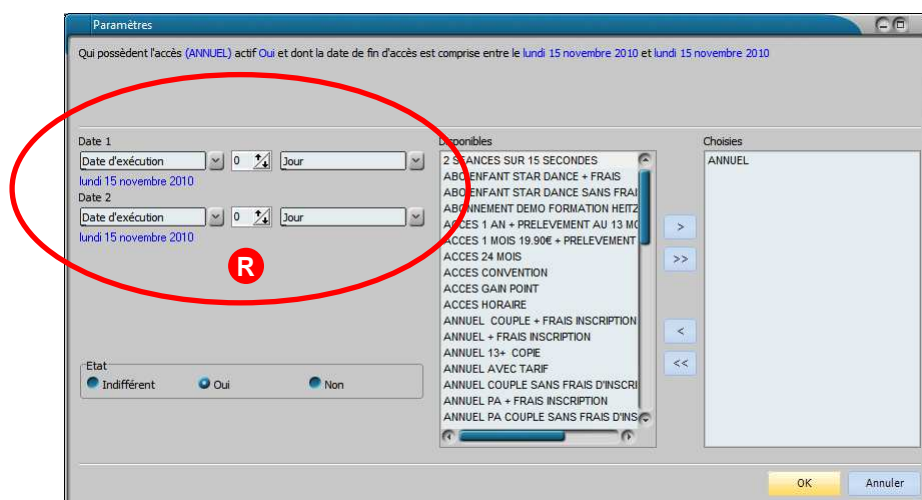 Paramètres
Qui possèdent l'accès (ANNUEL) actif Oui et dont la date de fin d'accès est comprise entre le lundi 15 novembre 2010 et lundi 15 novembre 2010
Date 1
Date d'exécution 0 Jour
lundi 15 novembre 2010
Date 2
Date d'exécution 0 Jour
lundi 15 novembre 2010
R
Etat
Indifférent Oui Non
Disponibles
2 SEANCES SUR 15 SECONDES
ABO ENFANT STAR DANCE + FRAIS
ABO ENFANT STAR DANCE SANS FRAI
ABONNEMENT DEMO FORMATION HEITZ
ACCES 1 AN + PRELEVEMENT AU 13 MO
ACCES 1 MOIS 19.90€ + PRELEVEMENT
ACCES 24 MOIS
ACCES CONVENTION
ACCES GAIN POINT
ACCES HORAIRE
ANNUEL COUPLE + FRAIS INSCRIPTION
ANNUEL + FRAIS INSCRIPTION
ANNUEL 13+ COPIE
ANNUEL AVEC TARIF
ANNUEL COUPLE SANS FRAIS D'INSCRI
ANNUEL PA + FRAIS INSCRIPTION
ANNUEL PA COUPLE SANS FRAIS D'INS
>
>>
<
<<
Choisies
ANNUEL
OK Annuler